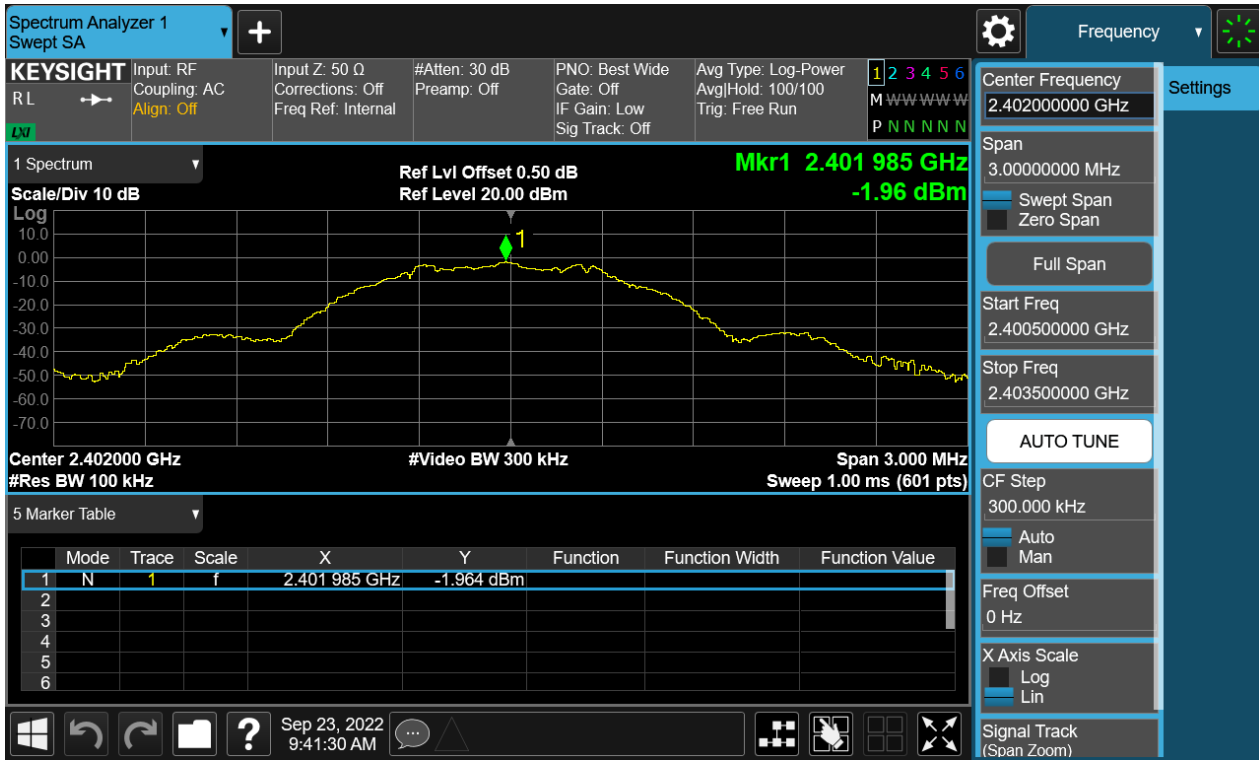 Spectrum Analyzer 1
Swept SA
+
Frequency
KEYSIGHT
R L
LXI
Input: RF
Coupling: AC
Align: Off
Input Z: 50 Ω
Corrections: Off
Freq Ref: Internal
#Atten: 30 dB
Preamp: Off
PNO: Best Wide
Gate: Off
IF Gain: Low
Sig Track: Off
Avg Type: Log-Power
Avg|Hold: 100/100
Trig: Free Run
1 2 3 4 5 6
M W W W W W
P N N N N N
1 Spectrum
Scale/Div 10 dB
Ref Lvl Offset 0.50 dB
Ref Level 20.00 dBm
Mkr1 2.401 985 GHz
-1.96 dBm
Log
10.0
0.00
-10.0
-20.0
-30.0
-40.0
-50.0
-60.0
-70.0
1
Center 2.402000 GHz
#Res BW 100 kHz
#Video BW 300 kHz
Span 3.000 MHz
Sweep 1.00 ms (601 pts)
5 Marker Table
Mode Trace Scale X Y Function Function Width Function Value
1 N 1 f 2.401 985 GHz -1.964 dBm
2
3
4
5
6
?
Sep 23, 2022
9:41:30 AM
Center Frequency
2.402000000 GHz
Settings
Span
3.00000000 MHz
Swept Span
Zero Span
Full Span
Start Freq
2.400500000 GHz
Stop Freq
2.403500000 GHz
AUTO TUNE
CF Step
300.000 kHz
Auto
Man
Freq Offset
0 Hz
X Axis Scale
Log
Lin
Signal Track
(Span Zoom)